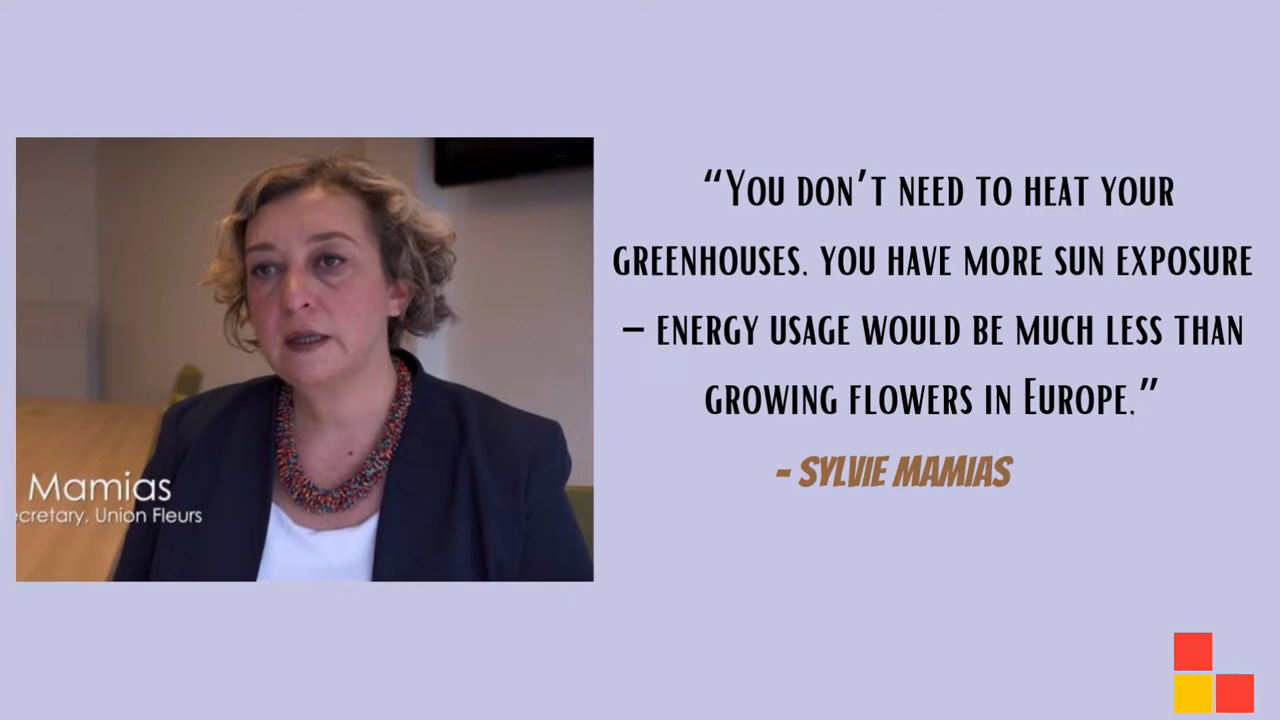 Mamias
cretary, Union Fleurs
“You don’t need to heat your
greenhouses. you have more sun exposure
– energy usage would be much less than
growing flowers in Europe.”
- SYLVIE MAMIAS